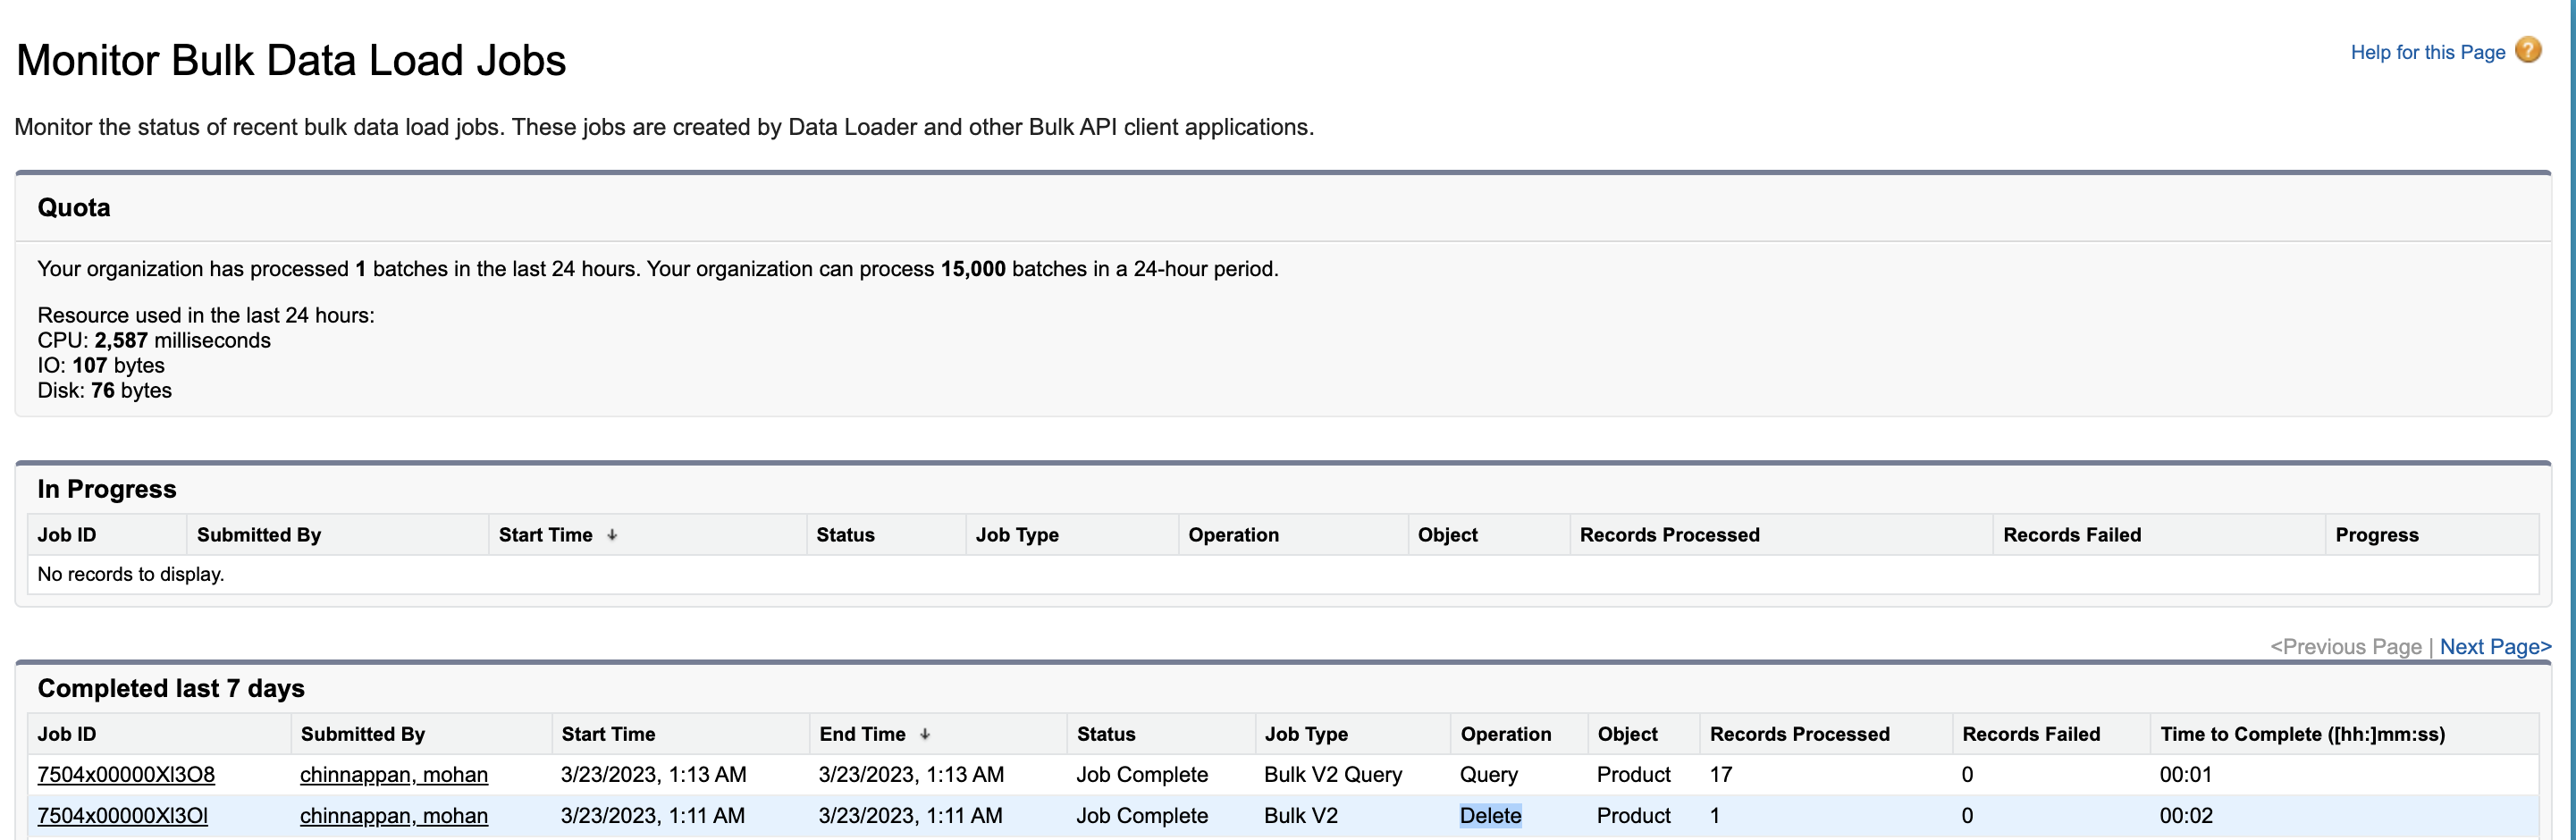 Monitor Bulk Data Load Jobs
Help for this Page ?
Monitor the status of recent bulk data load jobs. These jobs are created by Data Loader and other Bulk API client applications.
Quota
Your organization has processed 1 batches in the last 24 hours. Your organization can process 15,000 batches in a 24-hour period.
Resource used in the last 24 hours:
CPU: 2,587 milliseconds
IO: 107 bytes
Disk: 76 bytes
In Progress
Job ID Submitted By Start Time Status Job Type Operation Object Records Processed Records Failed Progress
No records to display.
<Previous Page | Next Page>
Completed last 7 days
Job ID Submitted By Start Time End Time Status Job Type Operation Object Records Processed Records Failed Time to Complete ([hh:]mm:ss)
7504x00000Xl3O8 chinnappan, mohan 3/23/2023, 1:13 AM 3/23/2023, 1:13 AM Job Complete Bulk V2 Query Query Product 17 0 00:01
7504x00000Xl3Ol chinnappan, mohan 3/23/2023, 1:11 AM 3/23/2023, 1:11 AM Job Complete Bulk V2 Delete Product 1 0 00:02